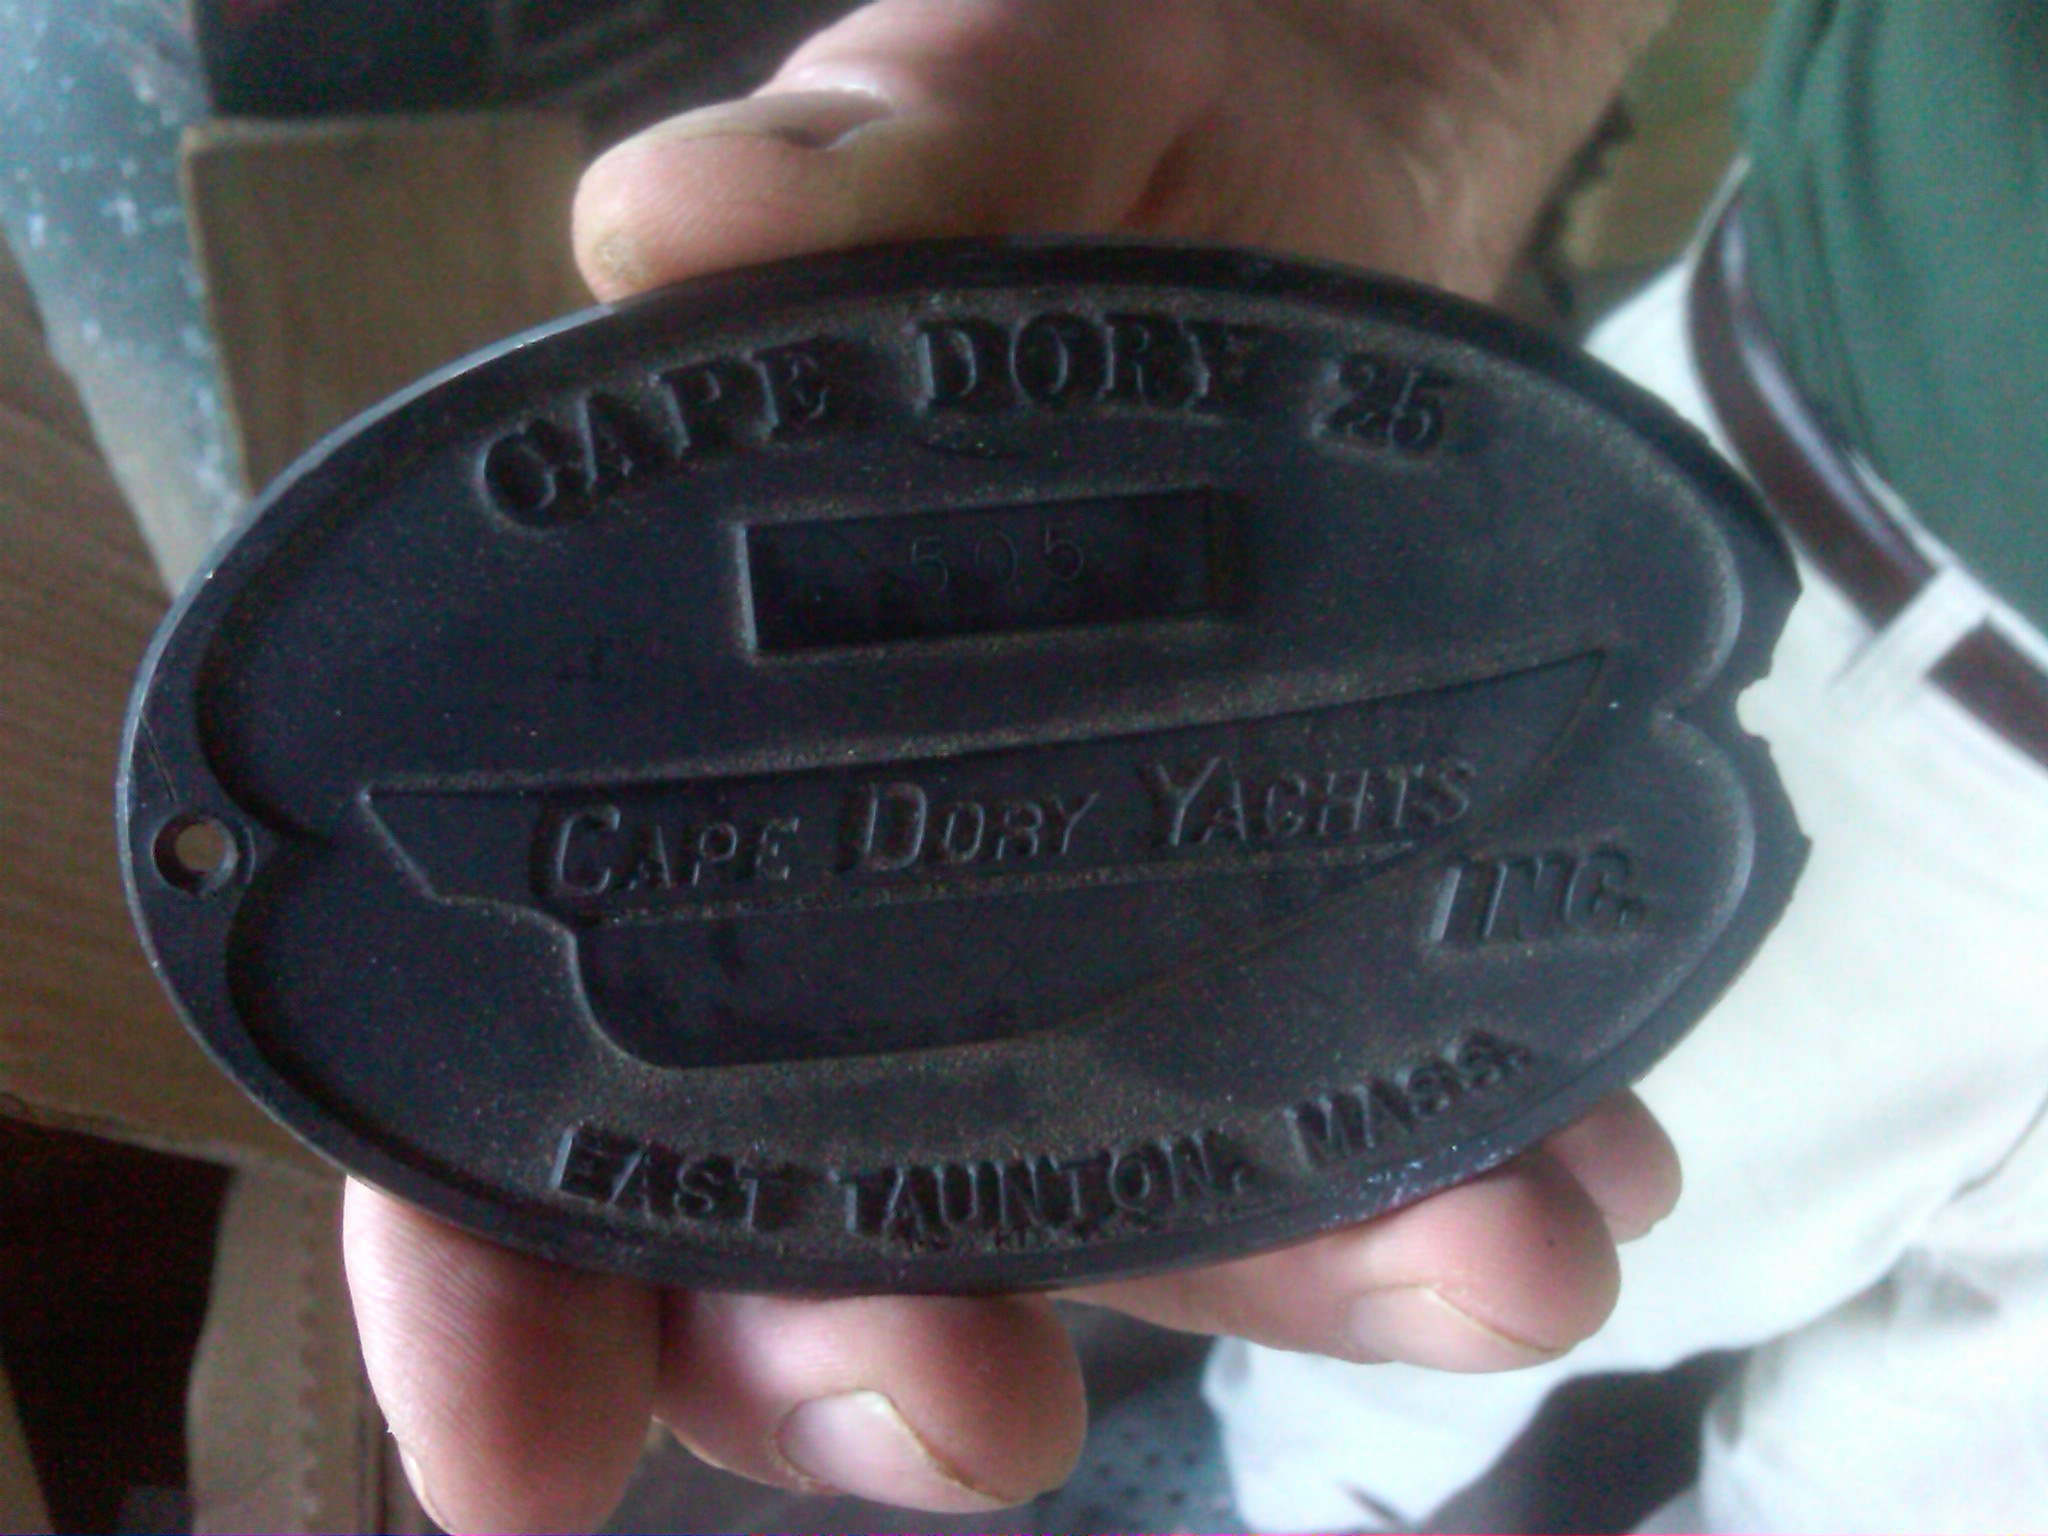 CAPE DORY 25
505
CAPE DORY YACHTS
INC.
EAST TAUNTON, MASS.